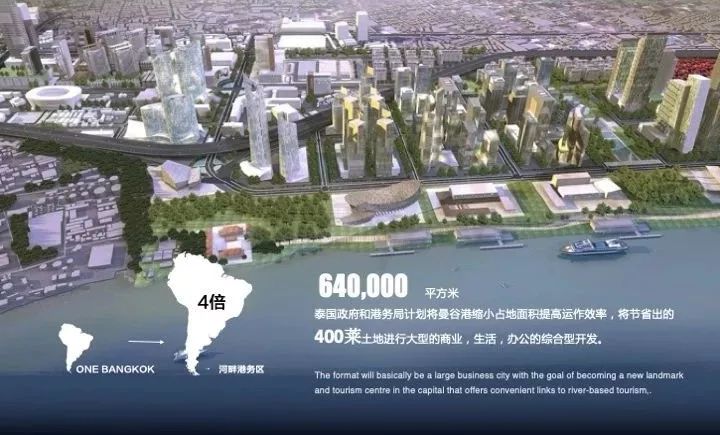 640,000 平方米
泰国政府和港务局计划将曼谷港缩小占地面积提高运作效率，将节省出的
400莱土地进行大型的商业，生活，办公的综合型开发。
4倍
ONE BANGKOK
河畔港务区
The format will basically be a large business city with the goal of becoming a new landmark
and tourism centre in the capital that offers convenient links to river-based tourism,.